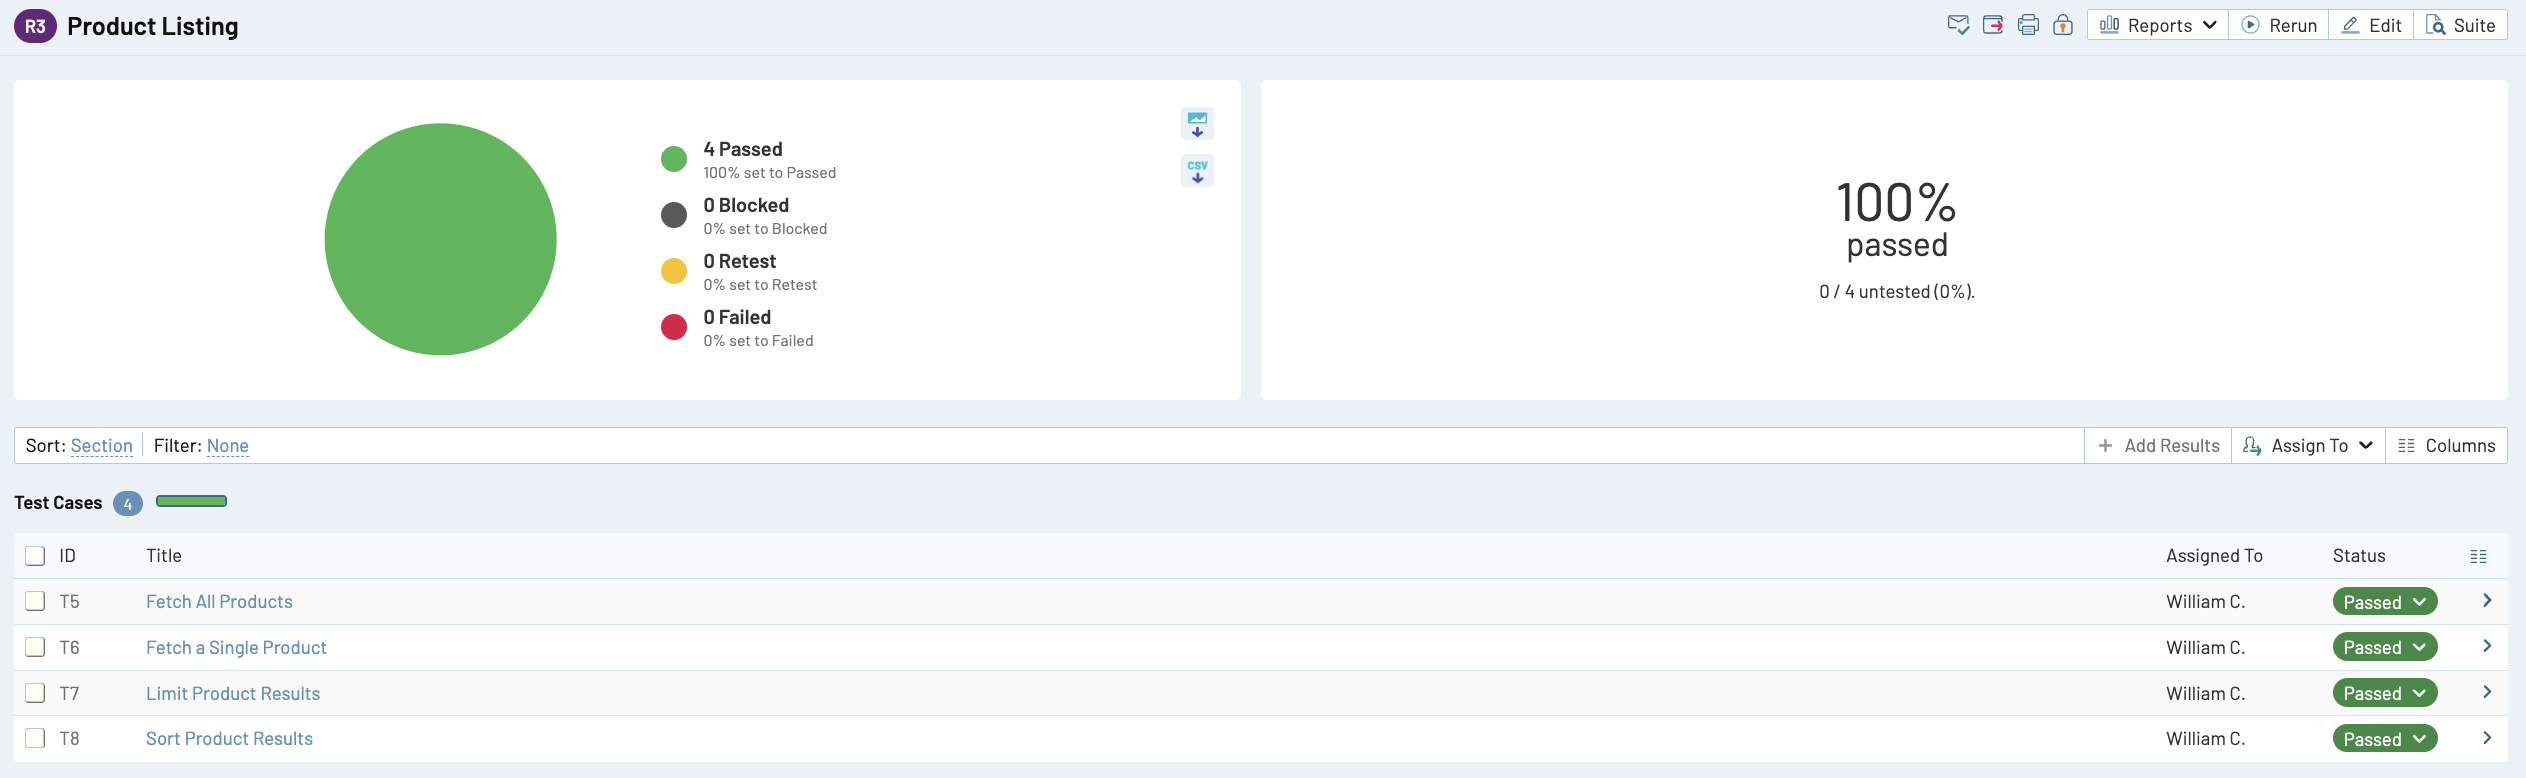 R3 Product Listing
Reports Rerun Edit Suite
4 Passed
100% set to Passed
0 Blocked
0% set to Blocked
0 Retest
0% set to Retest
0 Failed
0% set to Failed
CSV
100%
passed
0 / 4 untested (0%).
Sort: Section Filter: None + Add Results Assign To Columns
Test Cases 4
ID Title Assigned To Status
T5 Fetch All Products William C. Passed
T6 Fetch a Single Product William C. Passed
T7 Limit Product Results William C. Passed
T8 Sort Product Results William C. Passed